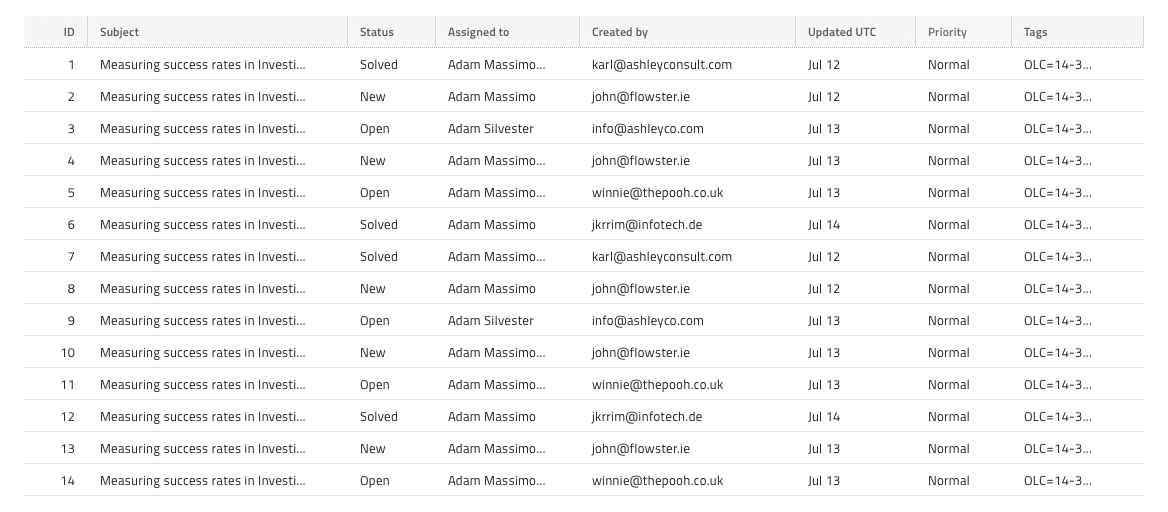 ID Subject Status Assigned to Created by Updated UTC Priority Tags
1 Measuring success rates in Investi... Solved Adam Massimo... karl@ashleyconsult.com Jul 12 Normal OLC=14-3...
2 Measuring success rates in Investi... New Adam Massimo john@flowster.ie Jul 12 Normal OLC=14-3...
3 Measuring success rates in Investi... Open Adam Silvester info@ashleyco.com Jul 13 Normal OLC=14-3...
4 Measuring success rates in Investi... New Adam Massimo... john@flowster.ie Jul 13 Normal OLC=14-3...
5 Measuring success rates in Investi... Open Adam Massimo... winnie@thepooh.co.uk Jul 13 Normal OLC=14-3...
6 Measuring success rates in Investi... Solved Adam Massimo jkrrim@infotech.de Jul 14 Normal OLC=14-3...
7 Measuring success rates in Investi... Solved Adam Massimo... karl@ashleyconsult.com Jul 12 Normal OLC=14-3...
8 Measuring success rates in Investi... New Adam Massimo john@flowster.ie Jul 12 Normal OLC=14-3...
9 Measuring success rates in Investi... Open Adam Silvester info@ashleyco.com Jul 13 Normal OLC=14-3...
10 Measuring success rates in Investi... New Adam Massimo... john@flowster.ie Jul 13 Normal OLC=14-3...
11 Measuring success rates in Investi... Open Adam Massimo... winnie@thepooh.co.uk Jul 13 Normal OLC=14-3...
12 Measuring success rates in Investi... Solved Adam Massimo jkrrim@infotech.de Jul 14 Normal OLC=14-3...
13 Measuring success rates in Investi... New Adam Massimo... john@flowster.ie Jul 13 Normal OLC=14-3...
14 Measuring success rates in Investi... Open Adam Massimo... winnie@thepooh.co.uk Jul 13 Normal OLC=14-3...